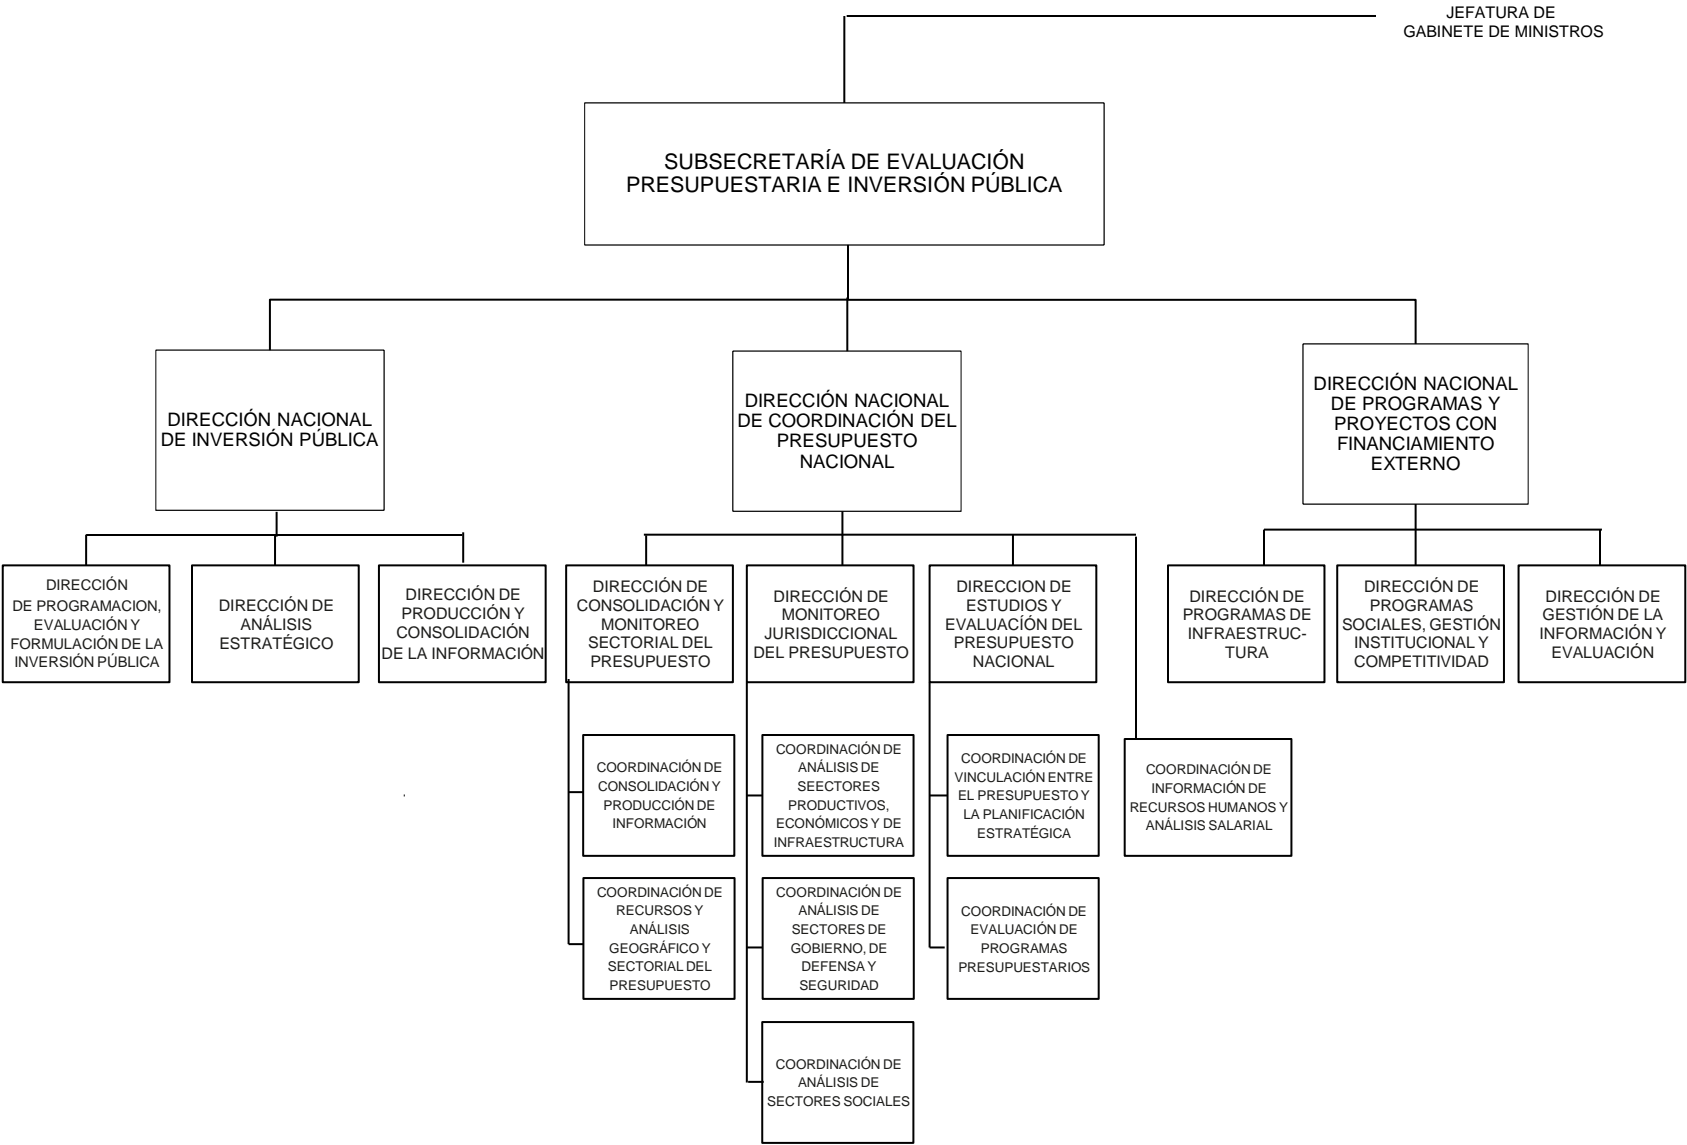 JEFATURA DE
GABINETE DE MINISTROS
SUBSECRETARÍA DE EVALUACIÓN
PRESUPUESTARIA E INVERSIÓN PÚBLICA
DIRECCIÓN NACIONAL
DE INVERSIÓN PÚBLICA
DIRECCIÓN NACIONAL
DE COORDINACIÓN DEL
PRESUPUESTO
NACIONAL
DIRECCIÓN NACIONAL
DE PROGRAMAS Y
PROYECTOS CON
FINANCIAMIENTO
EXTERNO
DIRECCIÓN
DE PROGRAMACION,
EVALUACIÓN Y
FORMULACIÓN DE LA
INVERSIÓN PÚBLICA
DIRECCIÓN DE
ANÁLISIS
ESTRATÉGICO
DIRECCIÓN DE
PRODUCCIÓN Y
CONSOLIDACIÓN
DE LA INFORMACIÓN
DIRECCIÓN DE
CONSOLIDACIÓN Y
MONITOREO
SECTORIAL DEL
PRESUPUESTO
DIRECCIÓN DE
MONITOREO
JURISDICCIONAL
DEL PRESUPUESTO
DIRECCION DE
ESTUDIOS Y
EVALUACÍÓN DEL
PRESUPUESTO
NACIONAL
DIRECCIÓN DE
PROGRAMAS DE
INFRAESTRUC-
TURA
DIRECCIÓN DE
PROGRAMAS
SOCIALES, GESTIÓN
INSTITUCIONAL Y
COMPETITIVIDAD
DIRECCIÓN DE
GESTIÓN DE LA
INFORMACIÓN Y
EVALUACIÓN
COORDINACIÓN DE
CONSOLIDACIÓN Y
PRODUCCIÓN DE
INFORMACIÓN
COORDINACIÓN DE
ANÁLISIS DE
SEECTORES
PRODUCTIVOS,
ECONÓMICOS Y DE
INFRAESTRUCTURA
COORDINACIÓN DE
VINCULACIÓN ENTRE
EL PRESUPUESTO Y
LA PLANIFICACIÓN
ESTRATÉGICA
COORDINACIÓN DE
INFORMACIÓN DE
RECURSOS HUMANOS Y
ANÁLISIS SALARIAL
COORDINACIÓN DE
RECURSOS Y
ANÁLISIS
GEOGRÁFICO Y
SECTORIAL DEL
PRESUPUESTO
COORDINACIÓN DE
ANÁLISIS DE
SECTORES DE
GOBIERNO, DE
DEFENSA Y
SEGURIDAD
COORDINACIÓN DE
EVALUACIÓN DE
PROGRAMAS
PRESUPUESTARIOS
COORDINACIÓN DE
ANÁLISIS DE
SECTORES SOCIALES